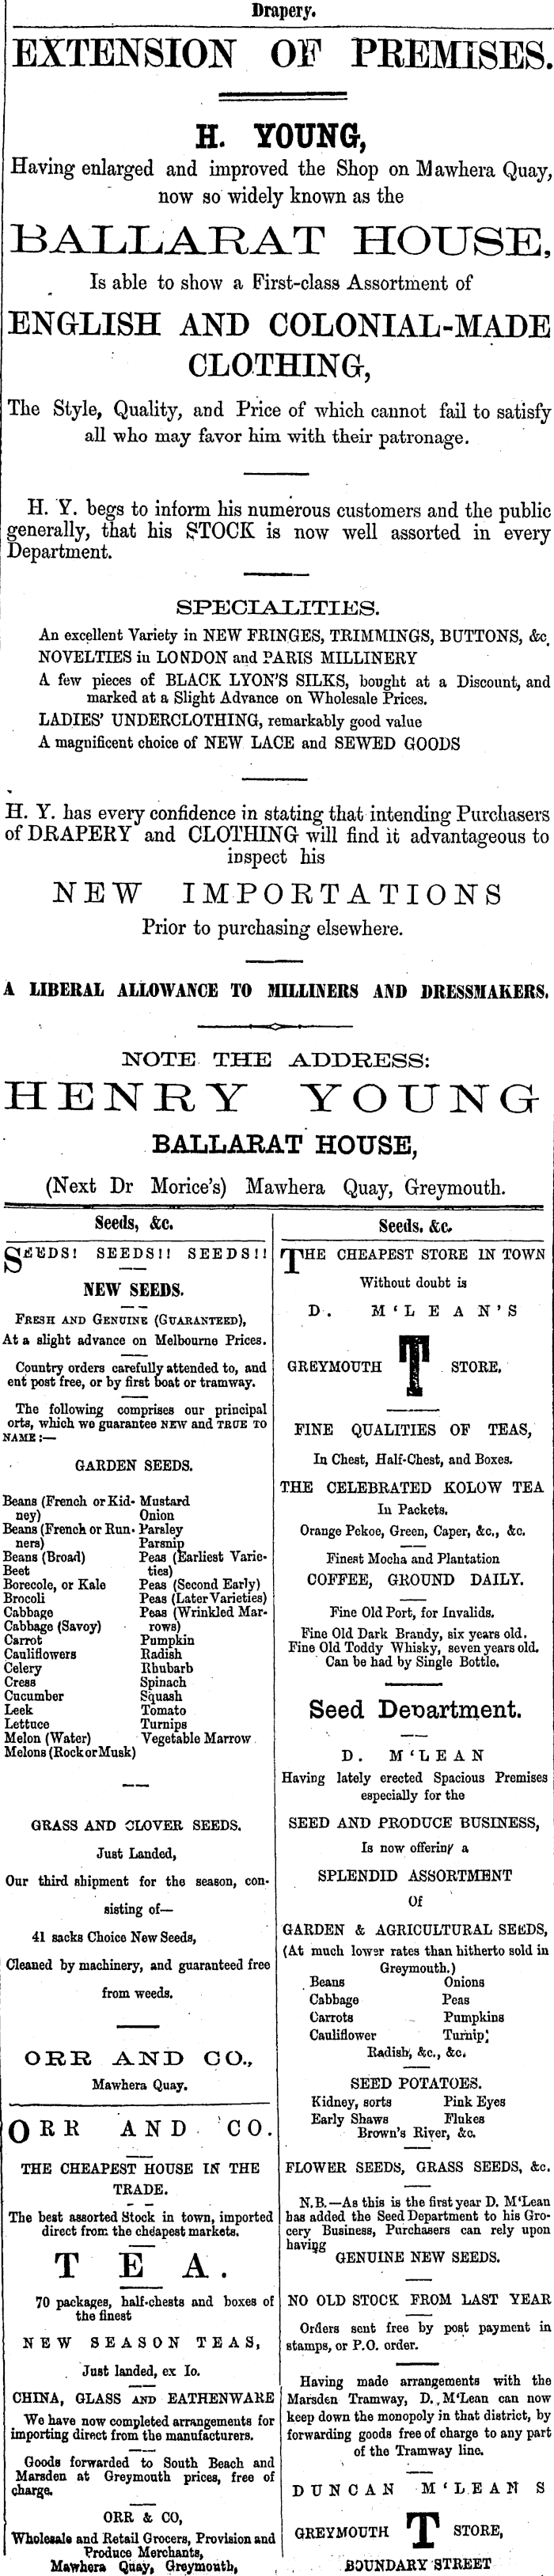 Drapery.
EXTENSION OF PREMISES.
H. YOUNG,
Having enlarged and improved the Shop on Mawhera Quay,
now so widely known as the
BALLARAT HOUSE,
Is able to show a First-class Assortment of
ENGLISH AND COLONIAL-MADE
CLOTHING,
The Style, Quality, and Price of which cannot fail to satisfy
all who may favor him with their patronage.
H. Y. begs to inform his numerous customers and the public
generally, that his STOCK is now well assorted in every
Department.
SPECIALITIES.
An excellent Variety in NEW FRINGES, TRIMMINGS, BUTTONS, &c.
NOVELTIES in LONDON and PARIS MILLINERY
A few pieces of BLACK LYON'S SILKS, bought at a Discount, and
marked at a Slight Advance on Wholesale Prices.
LADIES' UNDERCLOTHING, remarkably good value
A magnificent choice of NEW LACE and SEWED GOODS
H. Y. has every confidence in stating that intending Purchasers
of DRAPERY and CLOTHING will find it advantageous to
inspect his
NEW IMPORTATIONS
Prior to purchasing elsewhere.
A LIBERAL ALLOWANCE TO MILLINERS AND DRESSMAKERS.
NOTE THE ADDRESS:
HENRY YOUNG
BALLARAT HOUSE,
(Next Dr Morice's) Mawhera Quay, Greymouth.
Seeds, &c.
SEEDS! SEEDS!! SEEDS!!
NEW SEEDS.
FRESH AND GENUINE (GUARANTEED),
At a slight advance on Melbourne Prices.
Country orders carefully attended to, and
ent post free, or by first boat or tramway.
The following comprises our principal
orts, which we guarantee NEW and TRUE TO
NAME :—
GARDEN SEEDS.
Beans (French or Kid-
ney)
Beans (French or Run-
ners)
Beans (Broad)
Beet
Borecole, or Kale
Brocoli
Cabbage
Cabbage (Savoy)
Carrot
Cauliflowers
Celery
Cress
Cucumber
Leek
Lettuce
Melon (Water)
Melons (Rock or Musk)
Mustard
Onion
Parsley
Parsnip
Peas (Earliest Varie-
ties)
Peas (Second Early)
Peas (Later Varieties)
Peas (Wrinkled Mar-
rows)
Pumpkin
Radish
Rhubarb
Spinach
Squash
Tomato
Turnips
Vegetable Marrow
GRASS AND CLOVER SEEDS.
Just Landed,
Our third shipment for the season, con-
sisting of—
41 sacks Choice New Seeds,
Cleaned by machinery, and guaranteed free
from weeds.
ORR AND CO.,
Mawhera Quay.
ORR AND CO.
THE CHEAPEST HOUSE IN THE
TRADE.
The best assorted Stock in town, imported
direct from the cheapest markets.
TEA.
70 packages, half-chests and boxes of
the finest
NEW SEASON TEAS,
Just landed, ex Io.
CHINA, GLASS AND EATHENWARE
We have now completed arrangements for
importing direct from the manufacturers.
Goods forwarded to South Beach and
Marsden at Greymouth prices, free of
charge.
ORR & CO,
Wholesale and Retail Grocers, Provision and
Produce Merchants,
Mawhera Quay, Greymouth,
Seeds, &c.
THE CHEAPEST STORE IN TOWN
Without doubt is
D. M'LEAN'S
GREYMOUTH T STORE,
FINE QUALITIES OF TEAS,
In Chest, Half-Chest, and Boxes.
THE CELEBRATED KOLOW TEA
In Packets.
Orange Pekoe, Green, Caper, &c., &c.
Finest Mocha and Plantation
COFFEE, GROUND DAILY.
Fine Old Port, for Invalids.
Fine Old Dark Brandy, six years old.
Fine Old Toddy Whisky, seven years old.
Can be had by Single Bottle.
Seed Department.
D. M'LEAN
Having lately erected Spacious Premises
especially for the
SEED AND PRODUCE BUSINESS,
Is now offering a
SPLENDID ASSORTMENT
Of
GARDEN & AGRICULTURAL SEEDS,
(At much lower rates than hitherto sold in
Greymouth.)
Beans Onions
Cabbage Peas
Carrots Pumpkins
Cauliflower Turnip;
Radish, &c., &c.
SEED POTATOES.
Kidney, sorts Pink Eyes
Early Shaws Flukes
Brown's River, &c.
FLOWER SEEDS, GRASS SEEDS, &c.
N.B.—As this is the first year D. M'Lean
has added the Seed Department to his Gro-
cery Business, Purchasers can rely upon
having
GENUINE NEW SEEDS.
NO OLD STOCK FROM LAST YEAR
Orders sent free by post payment in
stamps, or P.O. order.
Having made arrangements with the
Marsden Tramway, D. M'Lean can now
keep down the monopoly in that district, by
forwarding goods free of charge to any part
of the Tramway line.
DUNCAN M'LEAN S
GREYMOUTH T STORE,
BOUNDARY STREET